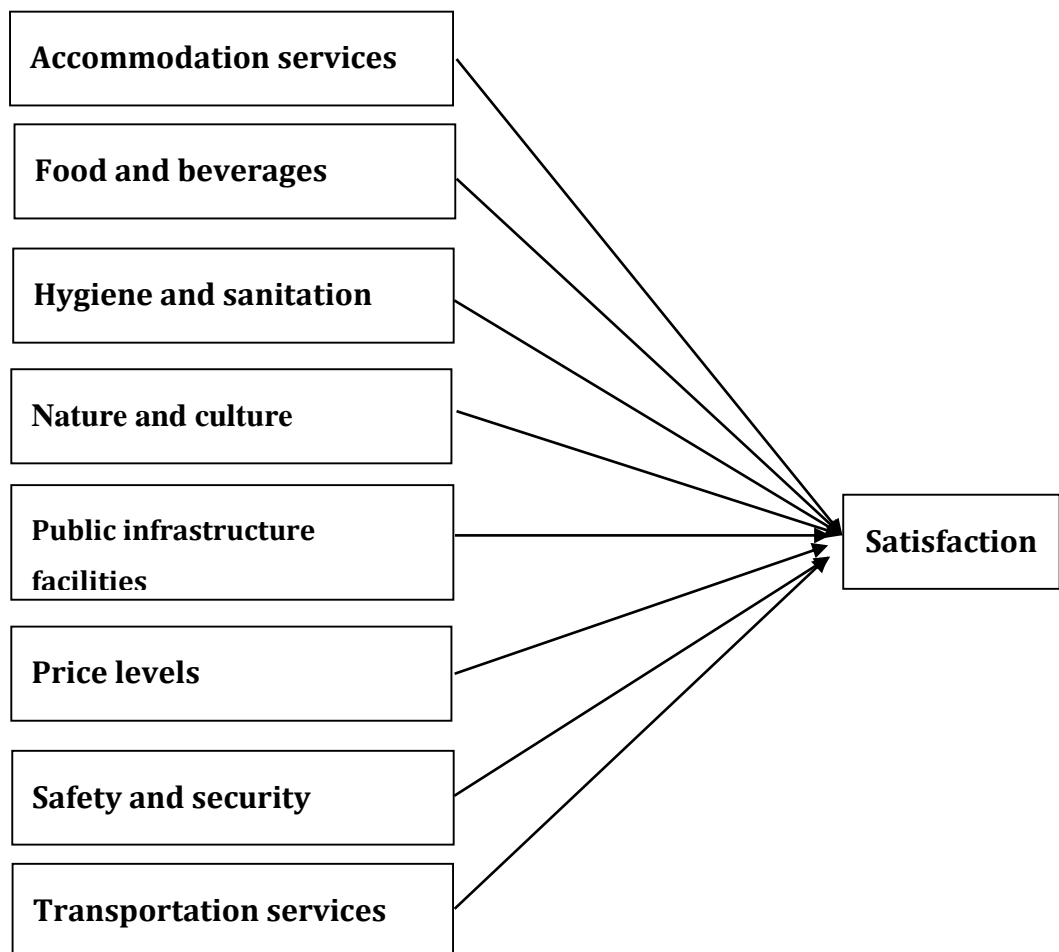 Accommodation services
Food and beverages
Hygiene and sanitation
Nature and culture
Public infrastructure
facilities
Satisfaction
Price levels
Safety and security
Transportation services